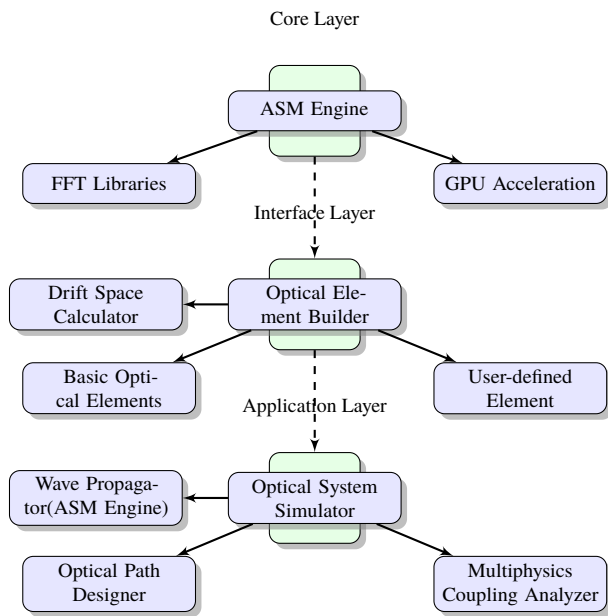 Core Layer
ASM Engine
FFT Libraries
GPU Acceleration
Interface Layer
Drift Space
Calculator
Optical Ele-
ment Builder
Basic Opti-
cal Elements
User-defined
Element
Application Layer
Wave Propaga-
tor(ASM Engine)
Optical System
Simulator
Optical Path
Designer
Multiphysics
Coupling Analyzer